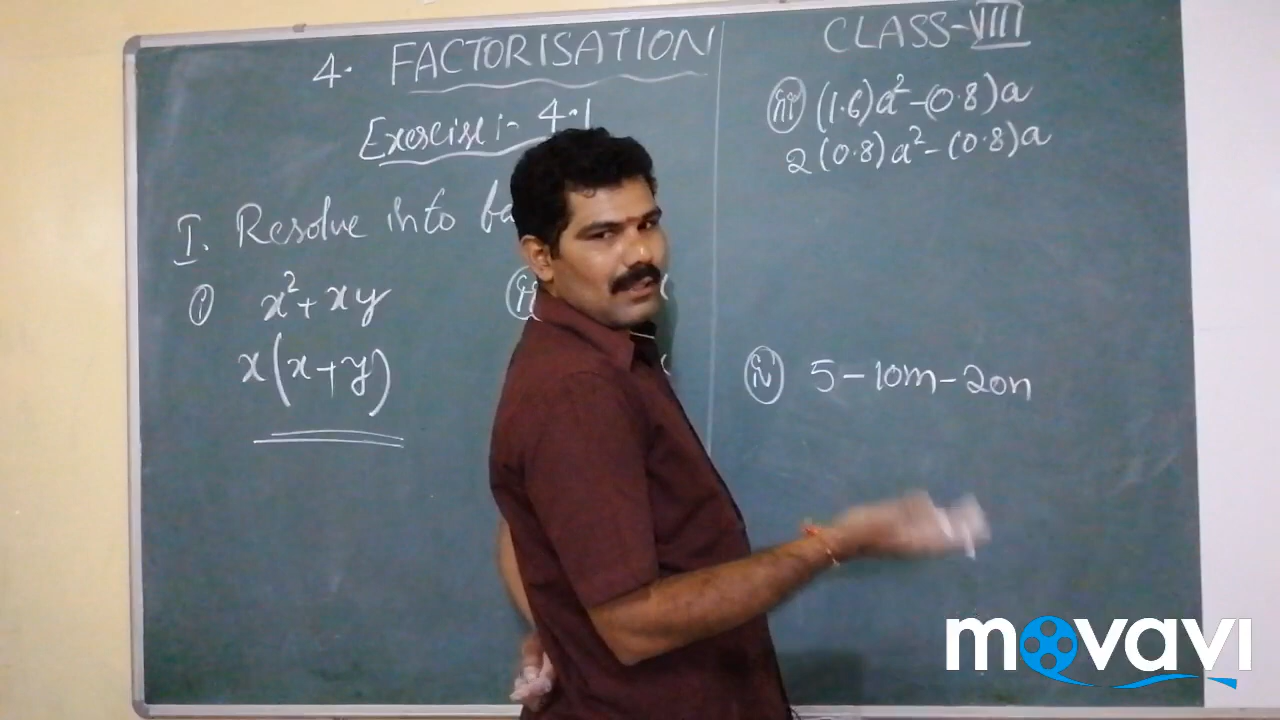 4. FACTORISATION
Exercise:- 4.1
I. Resolve into
(i) x²+xy
x(x+y)
CLASS-VIII
(iii) (1.6)a²-(0.8)a
2(0.8)a²-(0.8)a
(iv) 5-10m-20n
movavi